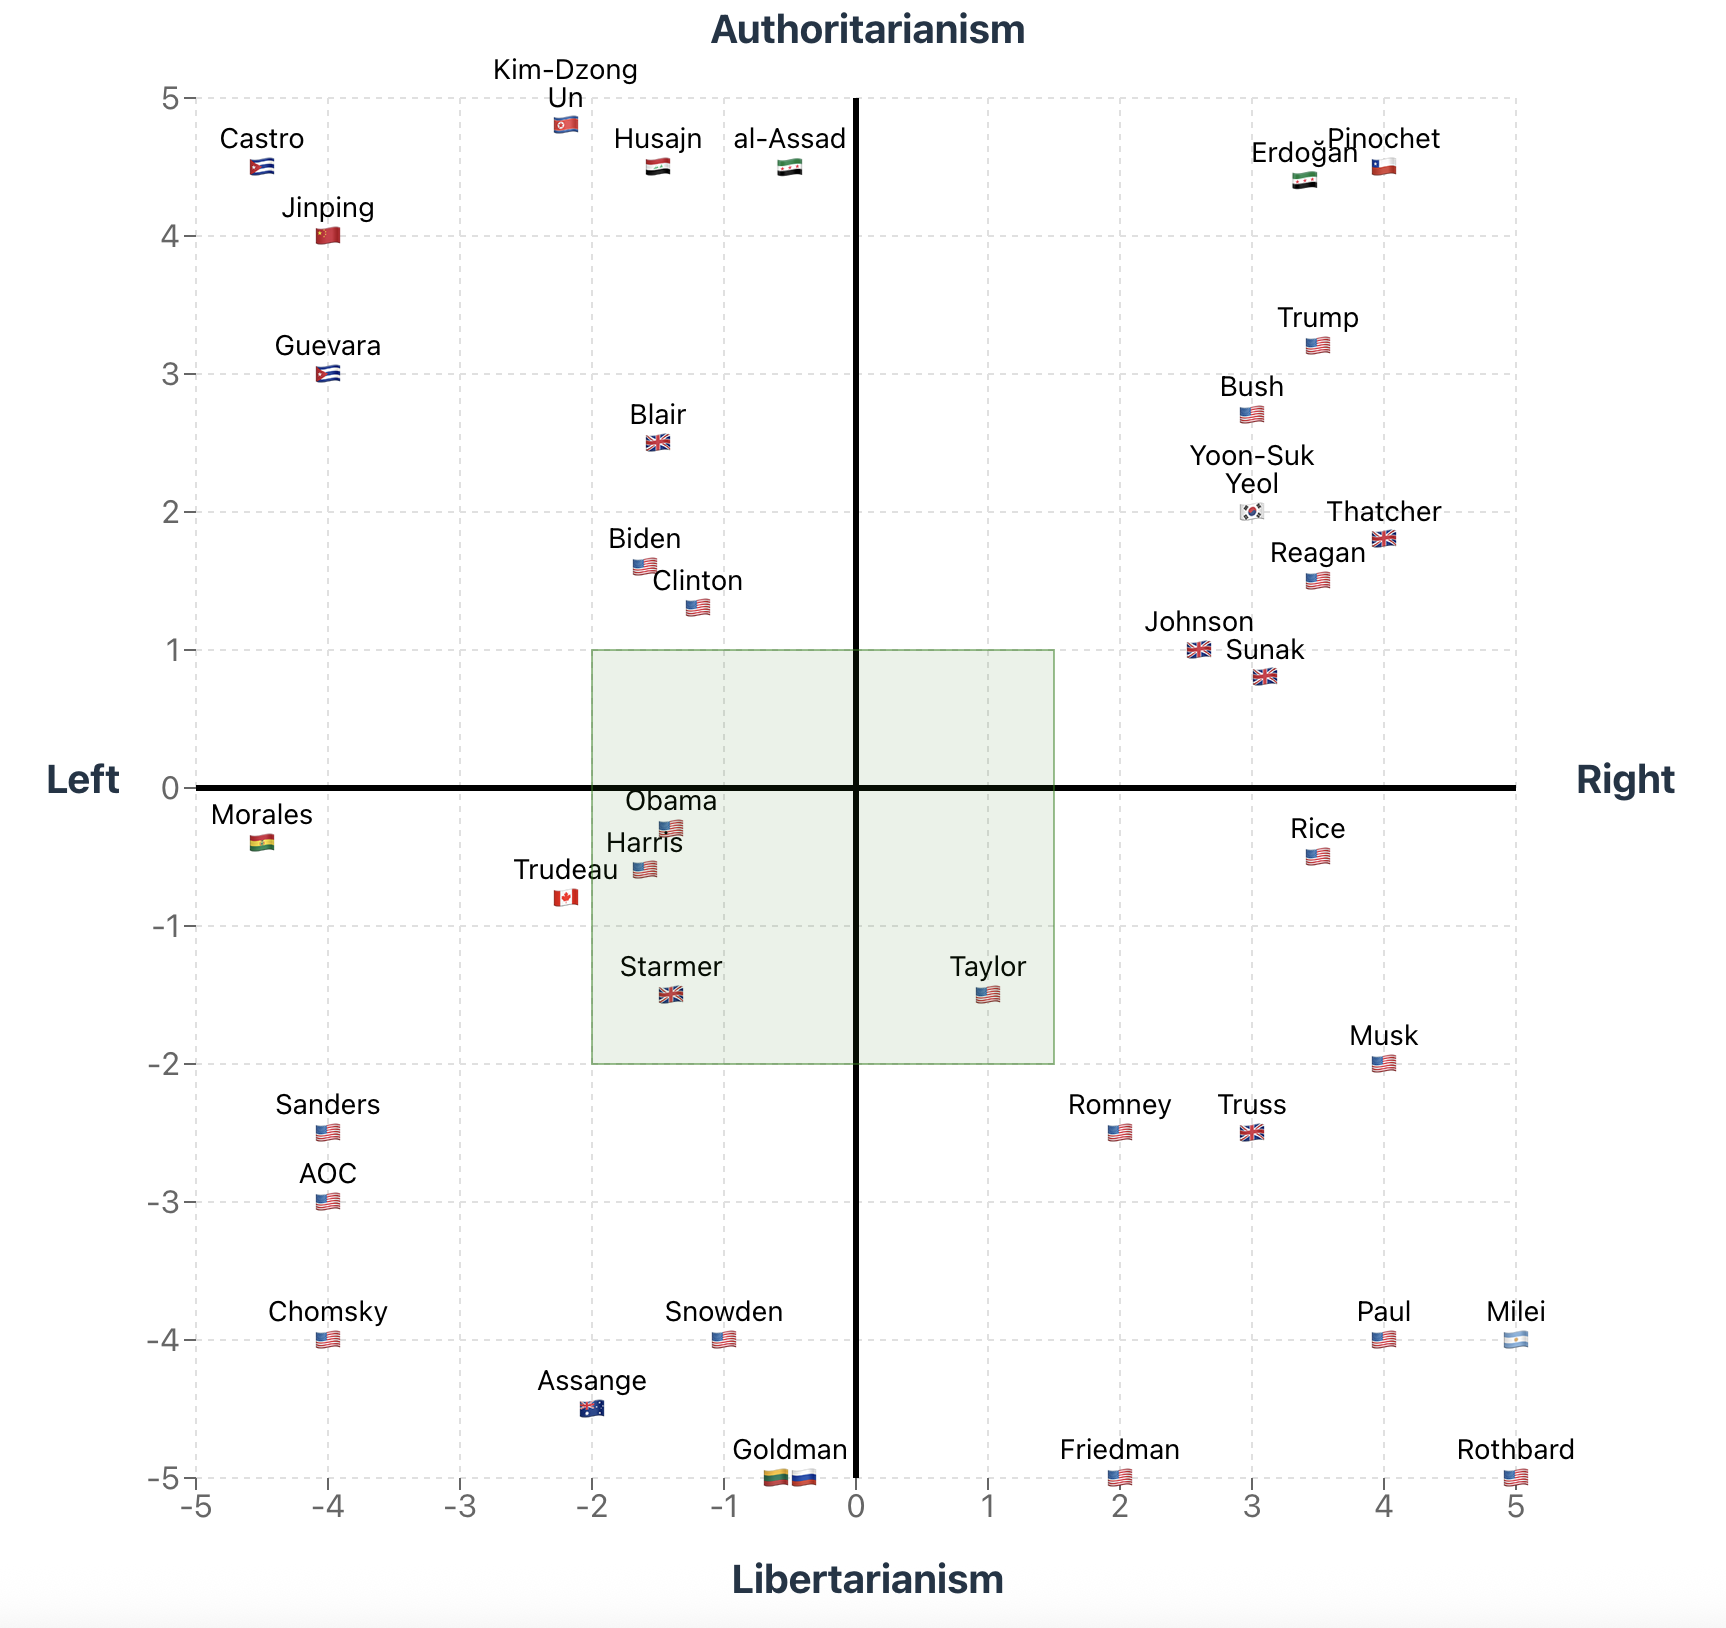 Authoritarianism
Kim-Dzong
Un
5
Castro
Husajn
al-Assad
Pinochet
Erdoğan
Jinping
4
Trump
Guevara
3
Bush
Blair
Yoon-Suk
Yeol
2
Thatcher
Biden
Reagan
Clinton
Johnson
1
Sunak
Left
0
Right
Obama
Morales
Rice
Harris
Trudeau
-1
Starmer
Taylor
Musk
-2
Sanders
Romney
Truss
AOC
-3
Chomsky
Snowden
Paul
Milei
-4
Assange
Goldman
Friedman
Rothbard
-5
-5 -4 -3 -2 -1 0 1 2 3 4 5
Libertarianism